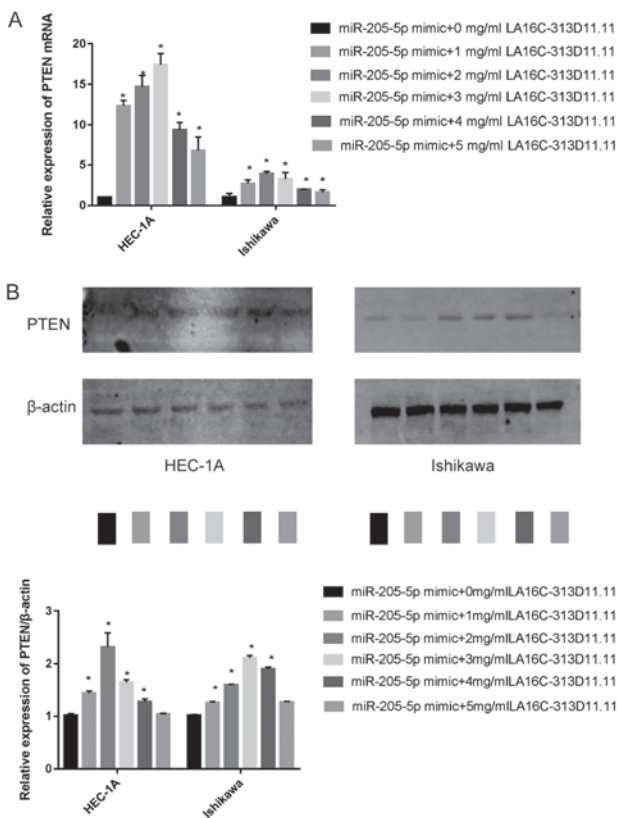 A
Relative expression of PTEN mRNA
20
15
10
5
0
*
*
*
*
*
*
*
*
*
*
HEC-1A
Ishikawa
miR-205-5p mimic+0 mg/ml LA16C-313D11.11
miR-205-5p mimic+1 mg/ml LA16C-313D11.11
miR-205-5p mimic+2 mg/ml LA16C-313D11.11
miR-205-5p mimic+3 mg/ml LA16C-313D11.11
miR-205-5p mimic+4 mg/ml LA16C-313D11.11
miR-205-5p mimic+5 mg/ml LA16C-313D11.11
B
PTEN
β-actin
HEC-1A
Ishikawa
Relative expression of PTEN/β-actin
3
2
1
0
*
*
*
*
*
*
*
*
HEC-1A
Ishikawa
miR-205-5p mimic+0mg/mlLA16C-313D11.11
miR-205-5p mimic+1mg/mlLA16C-313D11.11
miR-205-5p mimic+2mg/mlLA16C-313D11.11
miR-205-5p mimic+3mg/mlLA16C-313D11.11
miR-205-5p mimic+4mg/mlLA16C-313D11.11
miR-205-5p mimic+5mg/mlLA16C-313D11.11